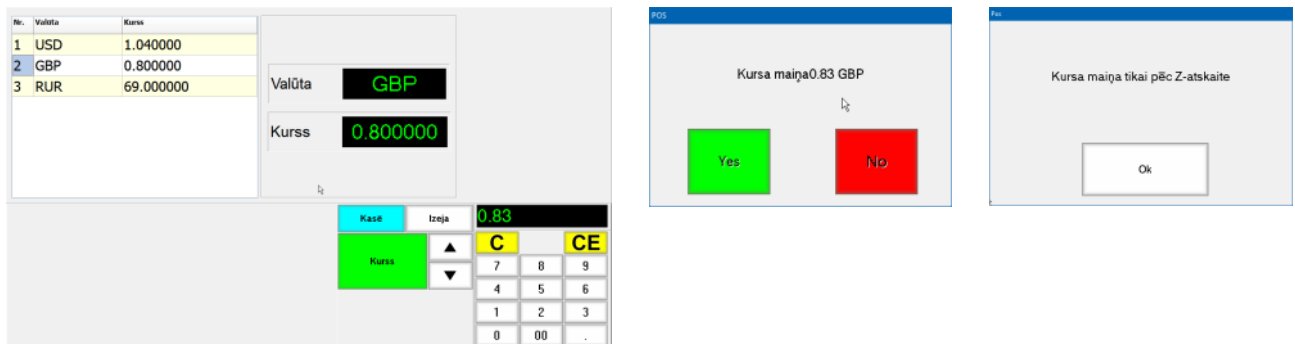 Nr. Valūta Kurss
1 USD 1.040000
2 GBP 0.800000
3 RUR 69.000000
Valūta GBP
Kurss 0.800000
Kasē Izeja 0.83
Kurss ▲ C CE
▼ 7 8 9
4 5 6
1 2 3
0 00 .
POS
Kursa maiņa0.83 GBP
Yes No
Pos
Kursa maiņa tikai pēc Z-atskaite
Ok